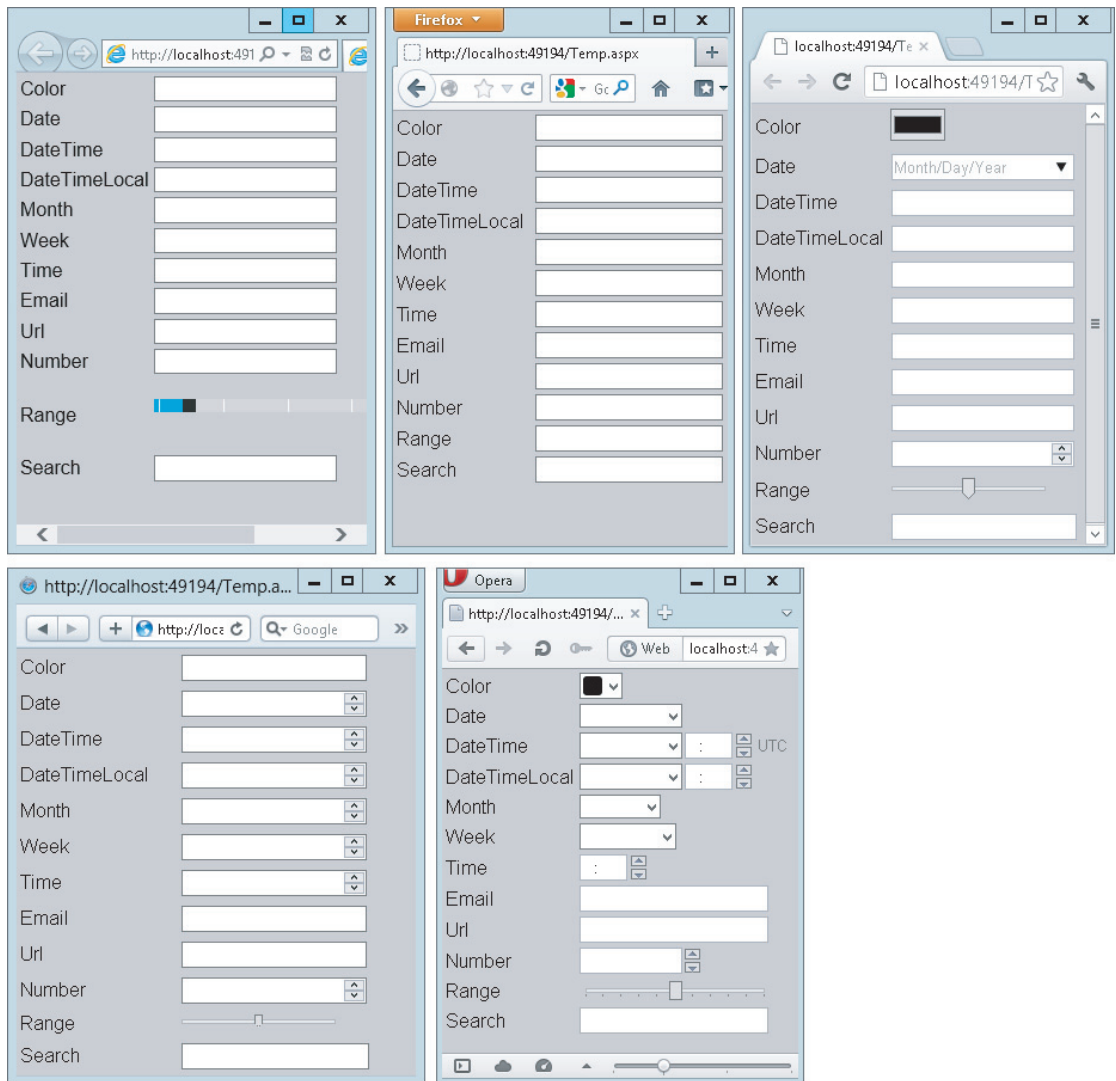 http://localhost:491
Color
Date
DateTime
DateTimeLocal
Month
Week
Time
Email
Url
Number
Range
Search
Firefox
http://localhost:49194/Temp.aspx
Gc
Color
Date
DateTime
DateTimeLocal
Month
Week
Time
Email
Url
Number
Range
Search
localhost:49194/Te
localhost:49194/T
Color
Date Month/Day/Year
DateTime
DateTimeLocal
Month
Week
Time
Email
Url
Number
Range
Search
http://localhost:49194/Temp.a...
http://loca Google
Color
Date
DateTime
DateTimeLocal
Month
Week
Time
Email
Url
Number
Range
Search
Opera
http://localhost:49194/...
Web localhost:4
Color
Date
DateTime : UTC
DateTimeLocal :
Month
Week
Time :
Email
Url
Number
Range
Search